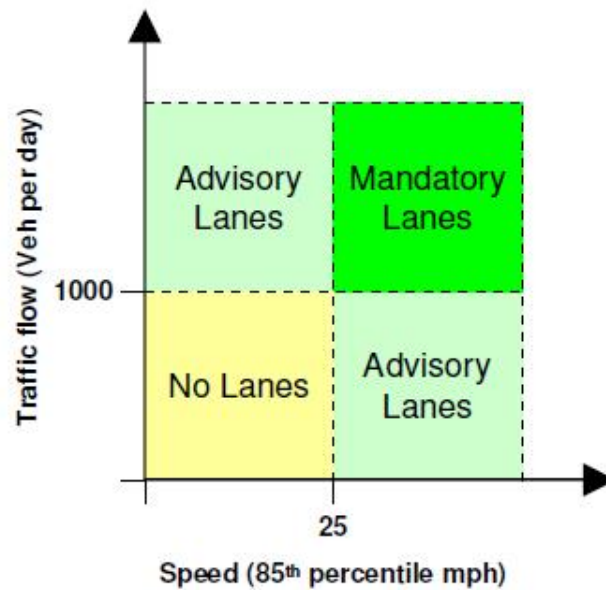 Traffic flow (Veh per day)
Advisory
Lanes
Mandatory
Lanes
1000
No Lanes
Advisory
Lanes
25
Speed (85th percentile mph)